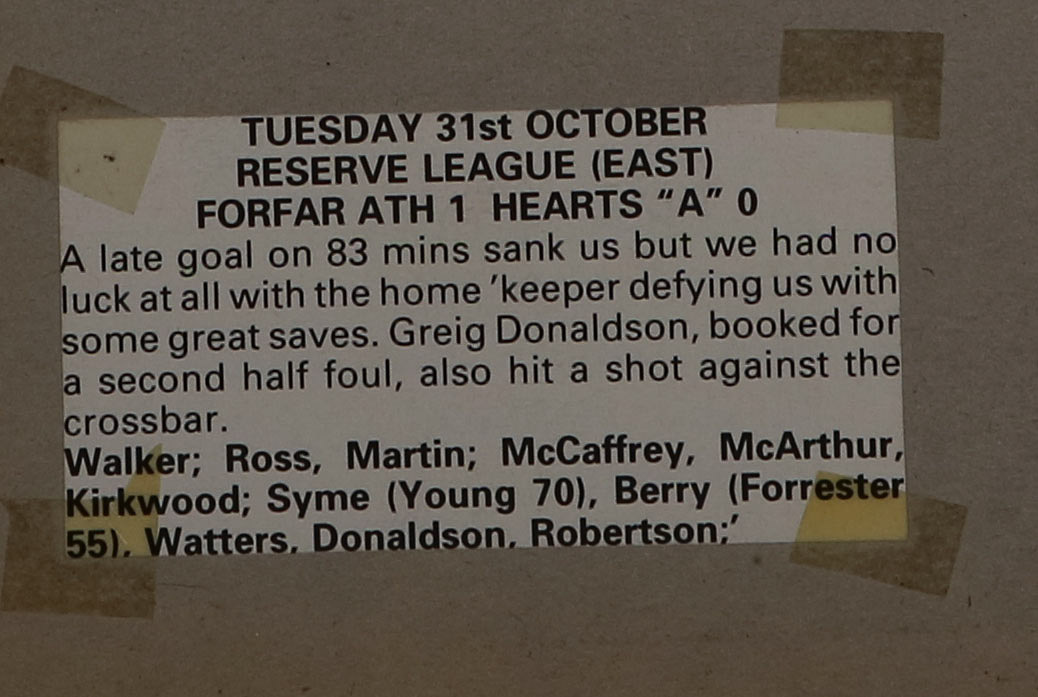 TUESDAY 31st OCTOBER
RESERVE LEAGUE (EAST)
FORFAR ATH 1 HEARTS “A” 0
A late goal on 83 mins sank us but we had no
luck at all with the home ’keeper defying us with
some great saves. Greig Donaldson, booked for
a second half foul, also hit a shot against the
crossbar.
Walker; Ross, Martin; McCaffrey, McArthur,
Kirkwood; Syme (Young 70), Berry (Forrester
55), Watters, Donaldson, Robertson;’